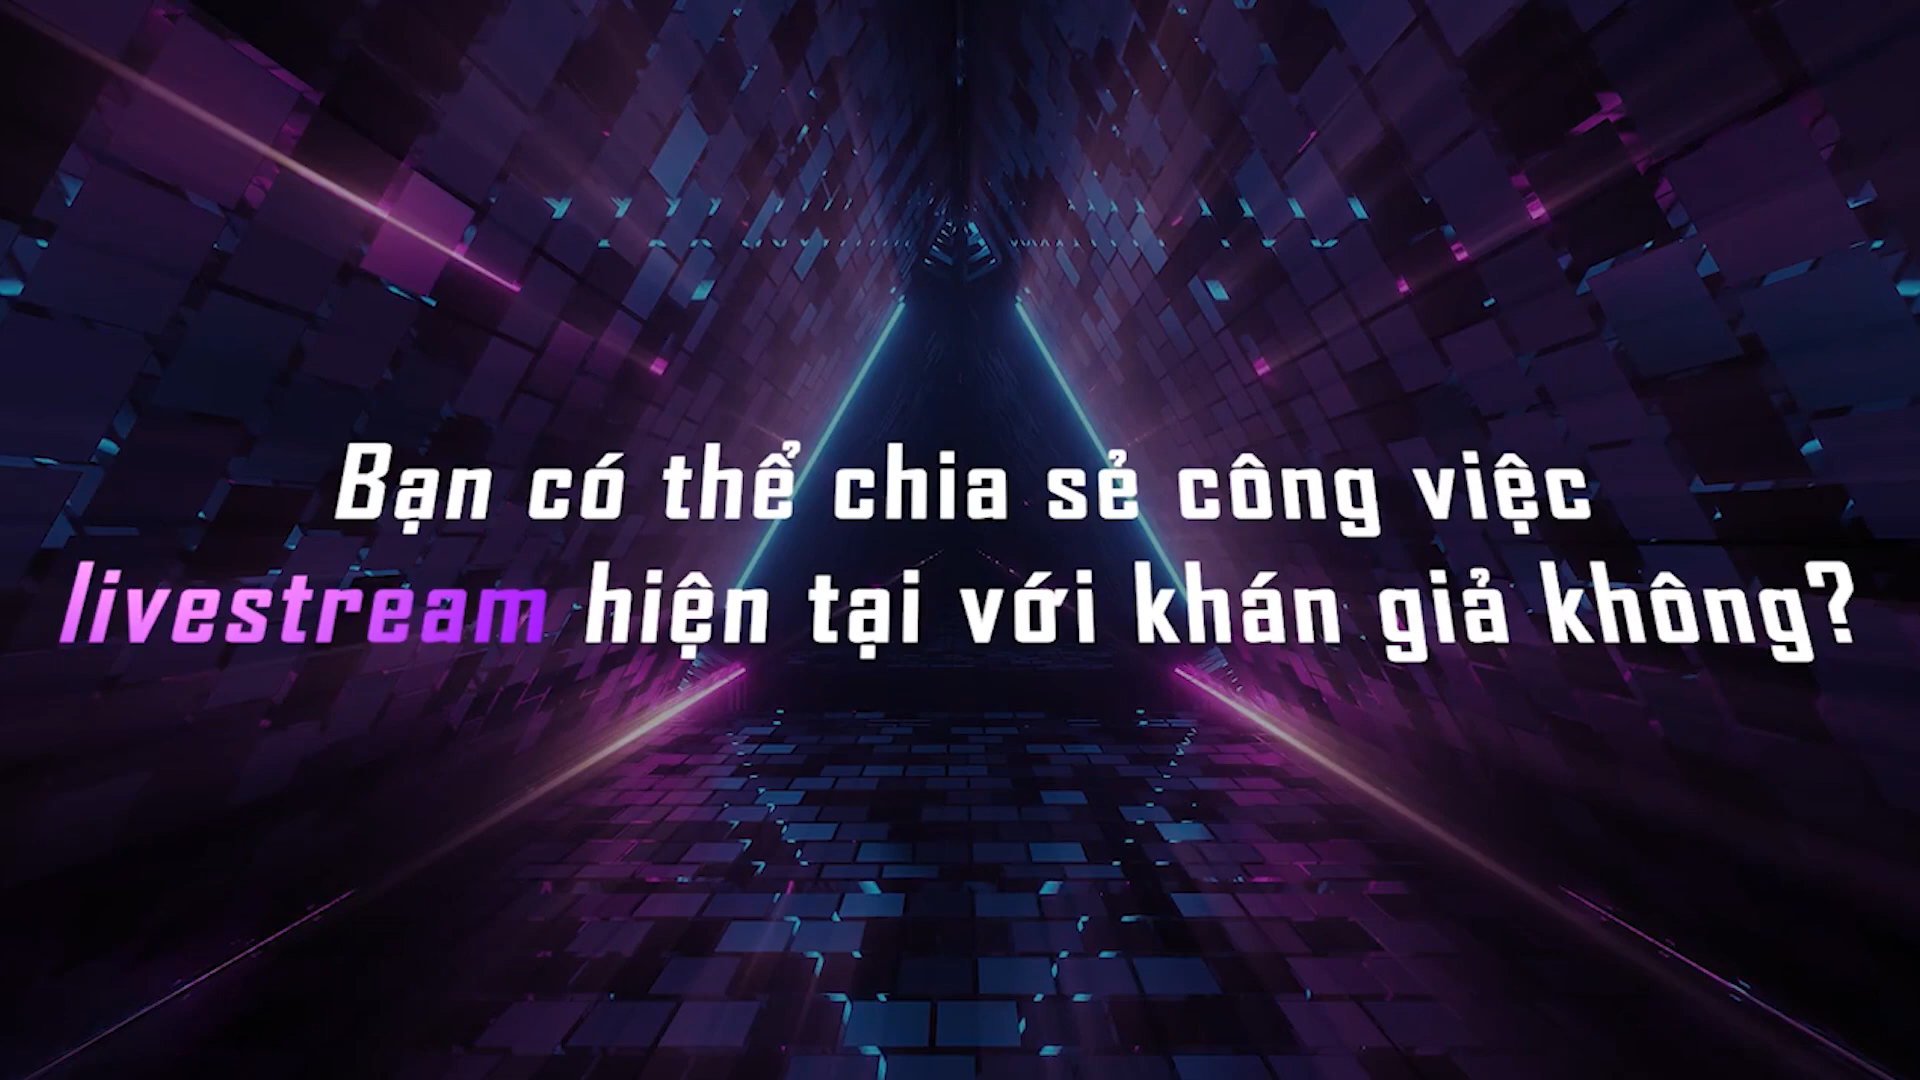 Bạn có thể chia sẻ công việc
livestream hiện tại với khán giả không?